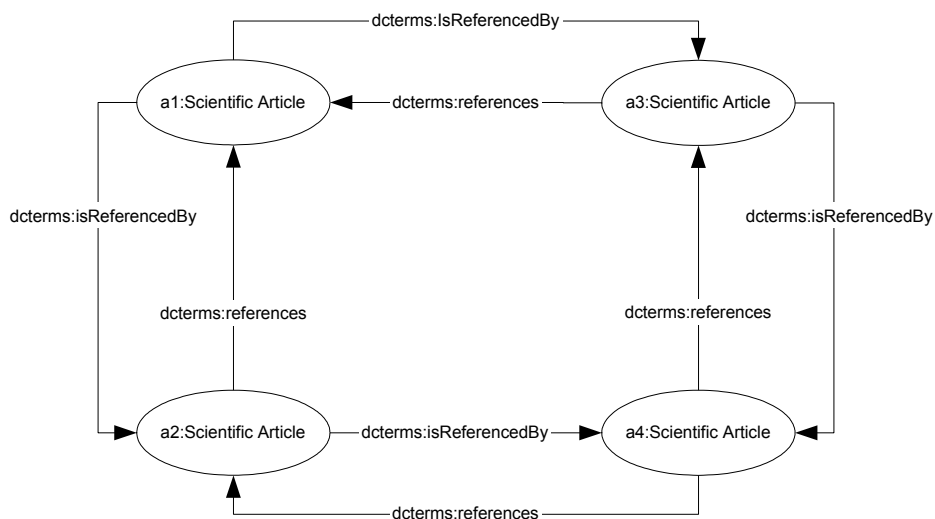 dcterms:IsReferencedBy
a1:Scientific Article
dcterms:references
a3:Scientific Article
dcterms:isReferencedBy
dcterms:isReferencedBy
dcterms:references
dcterms:references
a2:Scientific Article
dcterms:isReferencedBy
a4:Scientific Article
dcterms:references